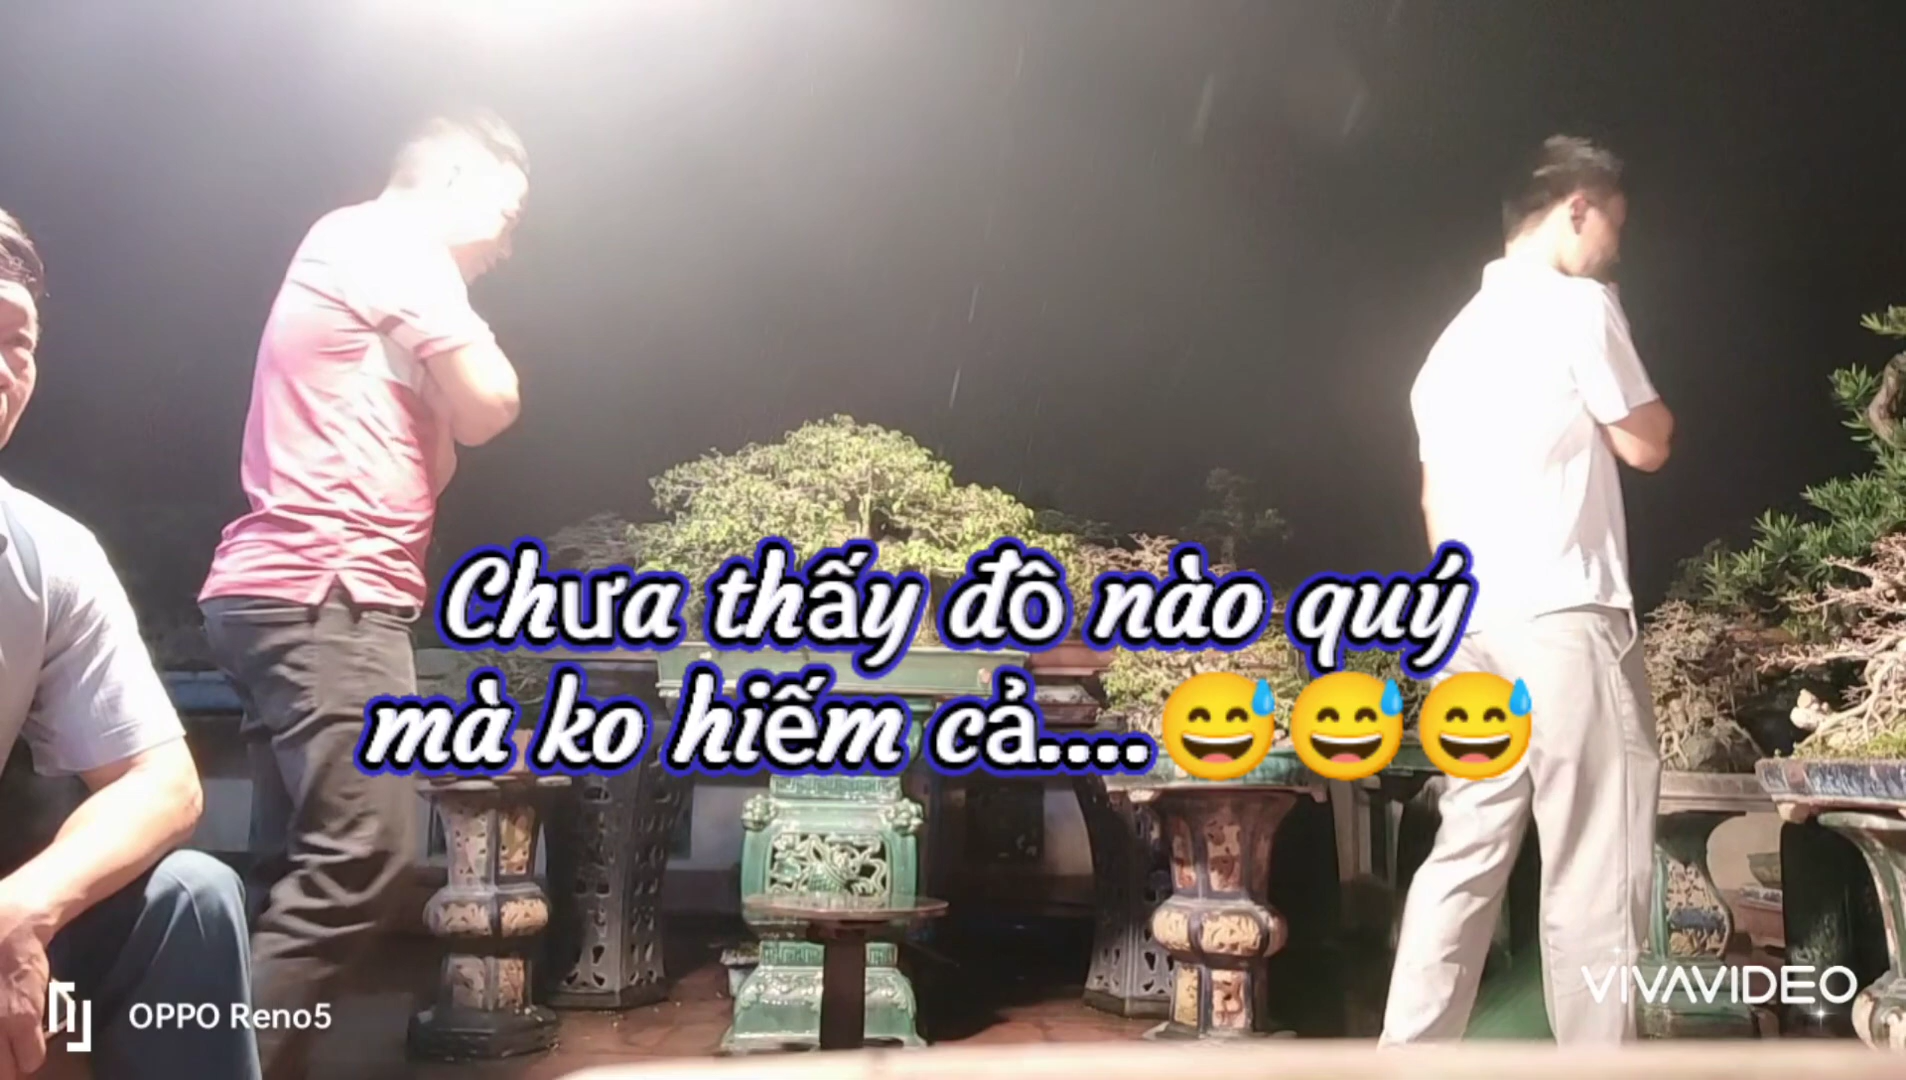 Chưa thấy đồ nào quý
mà ko hiếm cả....😅😅😅
OPPO Reno5
VIVAVIDEO